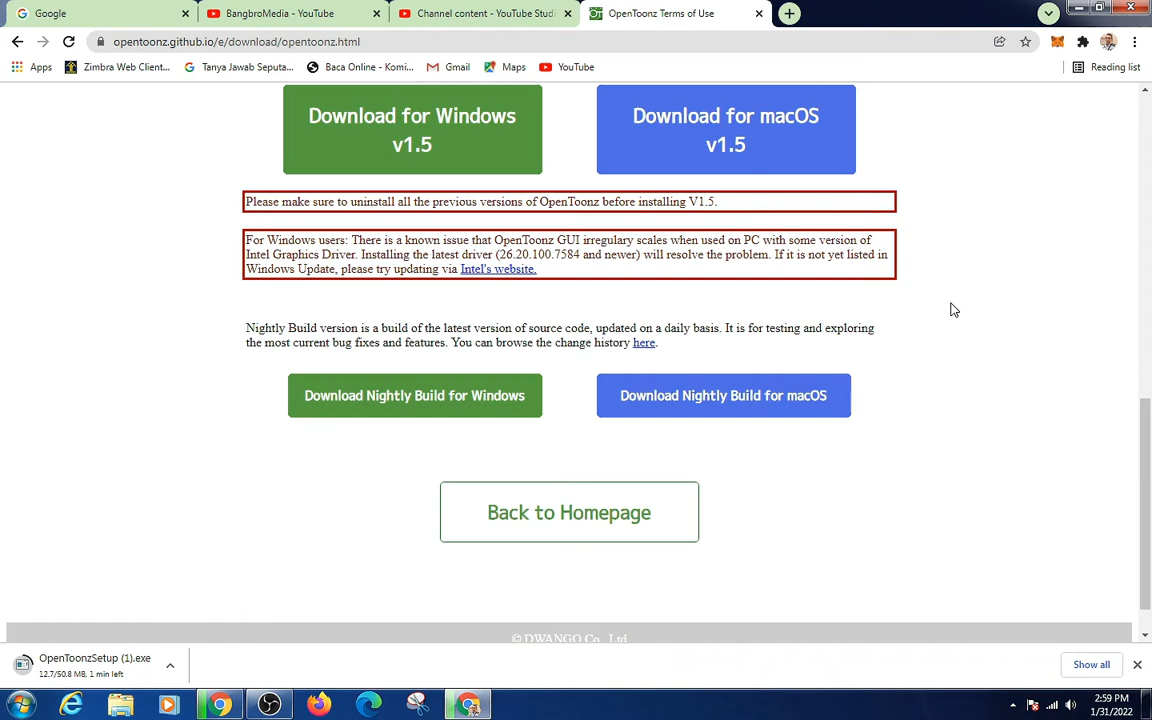 Google
BangbroMedia - YouTube
Channel content - YouTube Studi
OpenToonz Terms of Use
opentoonz.github.io/e/download/opentoonz.html
Apps
Zimbra Web Client...
Tanya Jawab Seputa...
Baca Online - Komi...
Gmail
Maps
YouTube
Reading list
Download for Windows
v1.5
Download for macOS
v1.5
Please make sure to uninstall all the previous versions of OpenToonz before installing V1.5.
For Windows users: There is a known issue that OpenToonz GUI irregulary scales when used on PC with some version of
Intel Graphics Driver. Installing the latest driver (26.20.100.7584 and newer) will resolve the problem. If it is not yet listed in
Windows Update, please try updating via Intel's website.
Nightly Build version is a build of the latest version of source code, updated on a daily basis. It is for testing and exploring
the most current bug fixes and features. You can browse the change history here.
Download Nightly Build for Windows
Download Nightly Build for macOS
Back to Homepage
© DWANGO Co., Ltd.
OpenToonzSetup (1).exe
12.7/50.8 MB, 1 min left
Show all
2:59 PM
1/31/2022